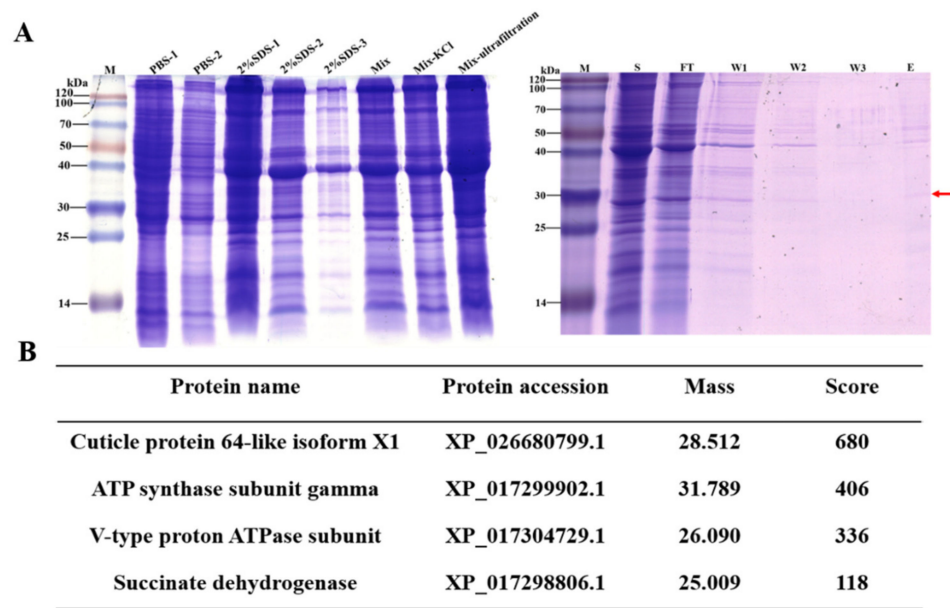 A
M PBS-1 PBS-2 2%SDS-1 2%SDS-2 2%SDS-3 Mix Mix-KCl Mix-ultrafiltration
kDa
120
100
70
50
40
30
25
14
M S FT W1 W2 W3 E
kDa
120
100
70
50
40
30
25
14
B
Protein name Protein accession Mass Score
Cuticle protein 64-like isoform X1 XP_026680799.1 28.512 680
ATP synthase subunit gamma XP_017299902.1 31.789 406
V-type proton ATPase subunit XP_017304729.1 26.090 336
Succinate dehydrogenase XP_017298806.1 25.009 118